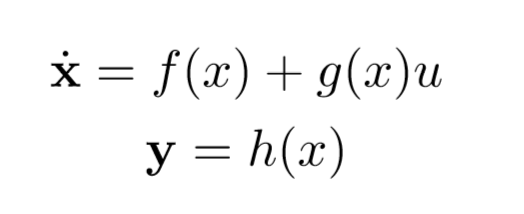 ẋ = f(x) + g(x)u
y = h(x)